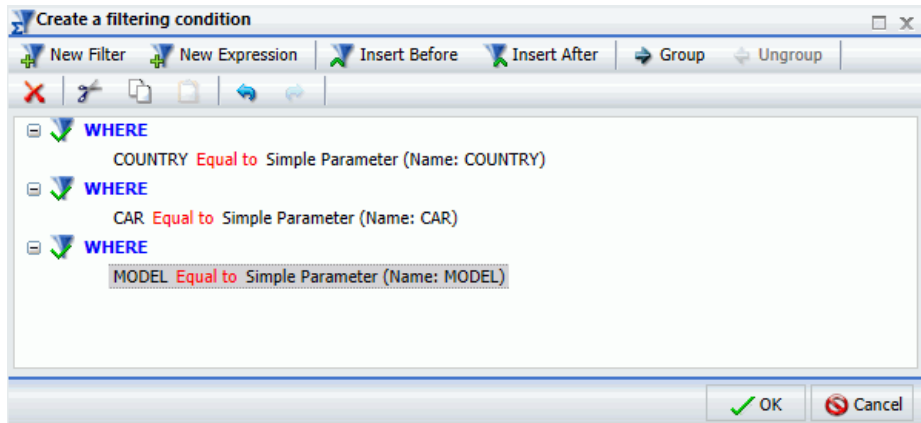 Create a filtering condition
New Filter New Expression Insert Before Insert After Group Ungroup
WHERE
COUNTRY Equal to Simple Parameter (Name: COUNTRY)
WHERE
CAR Equal to Simple Parameter (Name: CAR)
WHERE
MODEL Equal to Simple Parameter (Name: MODEL)
OK Cancel